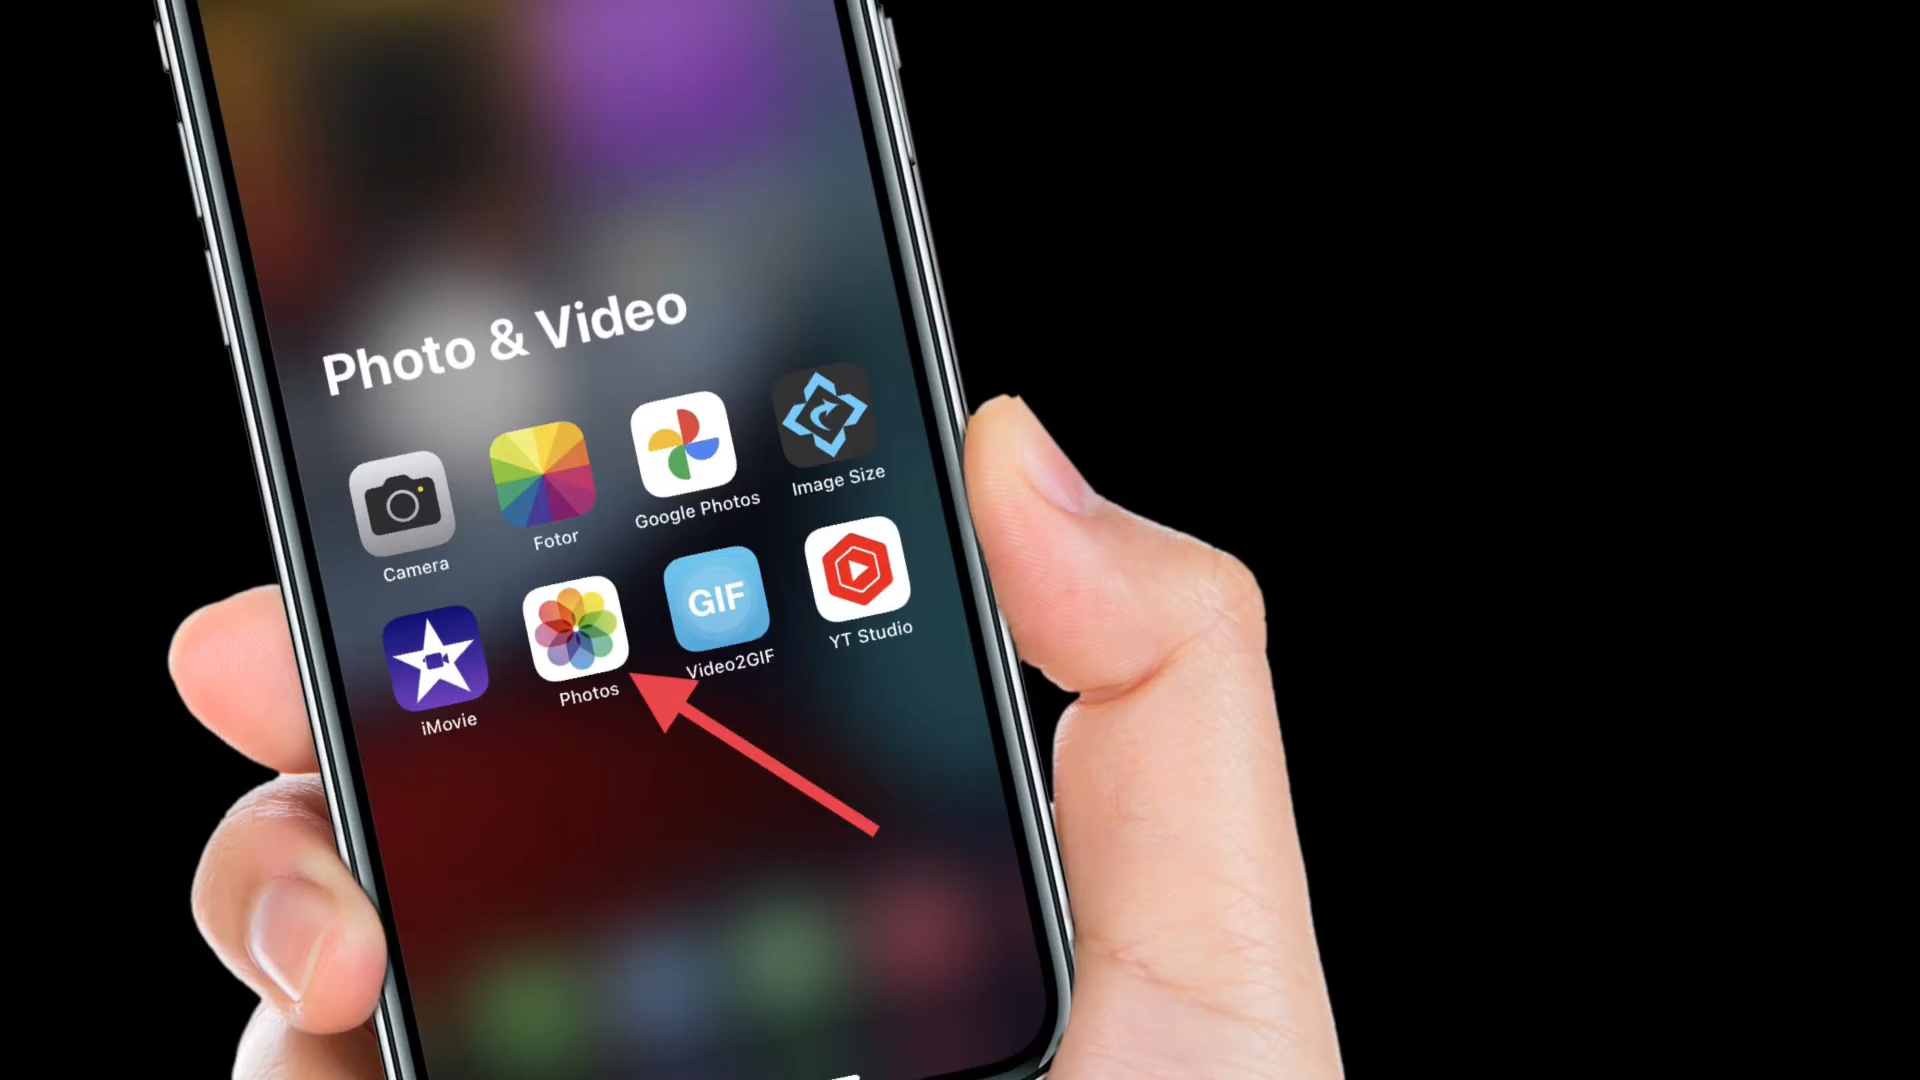 Photo & Video
Camera
Fotor
Google Photos
Image Size
iMovie
Photos
GIF
Video2GIF
YT Studio